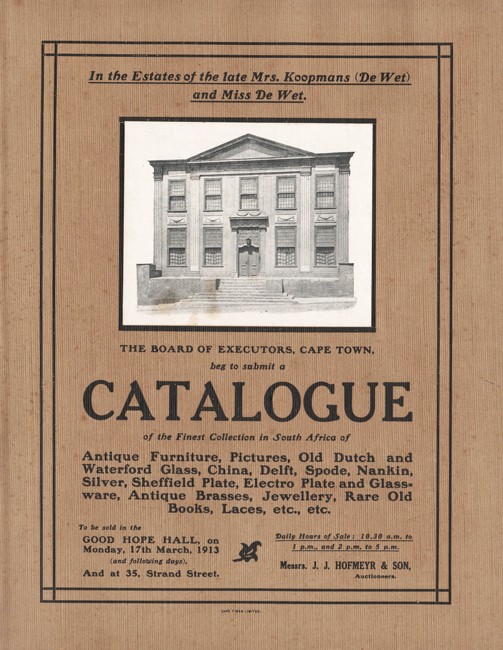 In the Estates of the late Mrs. Koopmans (De Wet)
and Miss De Wet.
THE BOARD OF EXECUTORS, CAPE TOWN,
beg to submit a
CATALOGUE
of the Finest Collection in South Africa of
Antique Furniture, Pictures, Old Dutch and
Waterford Glass, China, Delft, Spode, Nankin,
Silver, Sheffield Plate, Electro Plate and Glass-
ware, Antique Brasses, Jewellery, Rare Old
Books, Laces, etc., etc.
To be sold in the
GOOD HOPE HALL, on
Monday, 17th March, 1913
(and following days),
And at 35, Strand Street.
Daily Hours of Sale: 10.30 a.m. to
1 p.m., and 2 p.m. to 5 p.m.
Messrs. J. J. HOFMEYR & SON,
Auctioneers.
CAPE TIMES LIMITED.